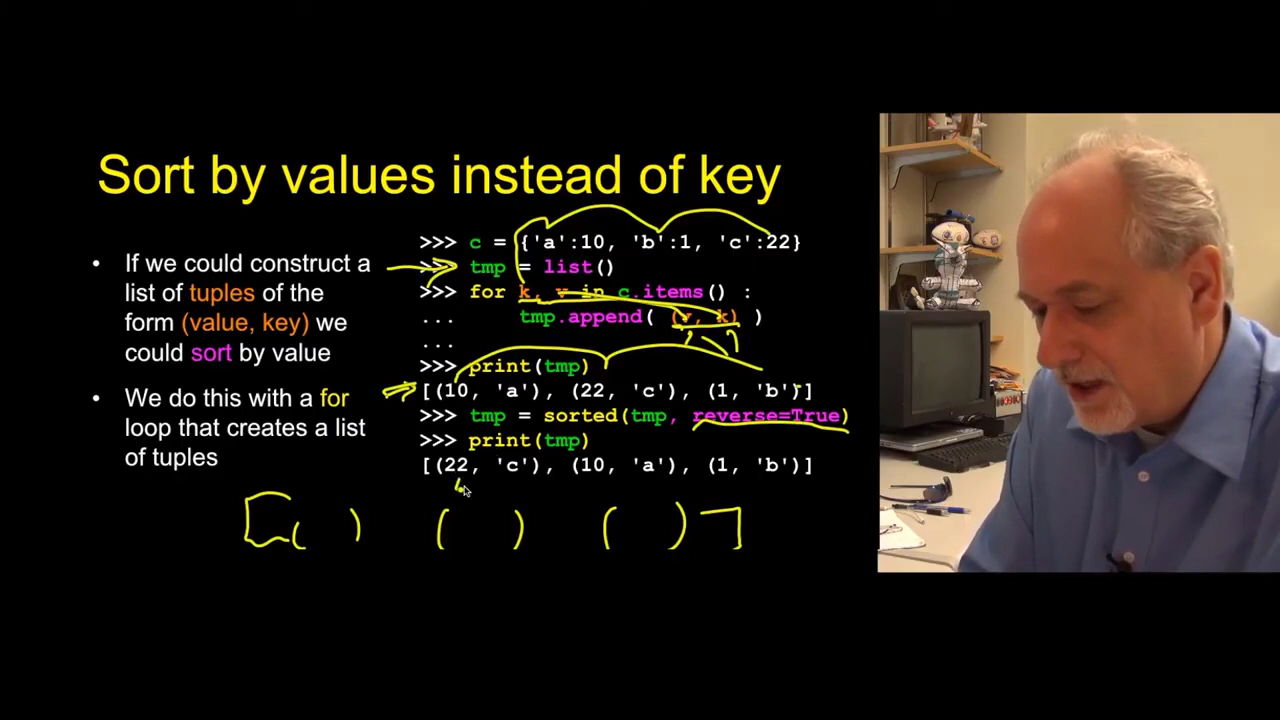 Sort by values instead of key
• If we could construct a
list of tuples of the
form (value, key) we
could sort by value
• We do this with a for
loop that creates a list
of tuples
>>> c = {'a':10, 'b':1, 'c':22}
>>> tmp = list()
>>> for k, v in c.items() :
... tmp.append( (v, k) )
...
>>> print(tmp)
[(10, 'a'), (22, 'c'), (1, 'b')]
>>> tmp = sorted(tmp, reverse=True)
>>> print(tmp)
[(22, 'c'), (10, 'a'), (1, 'b')]
[( ) ( ) ( )]